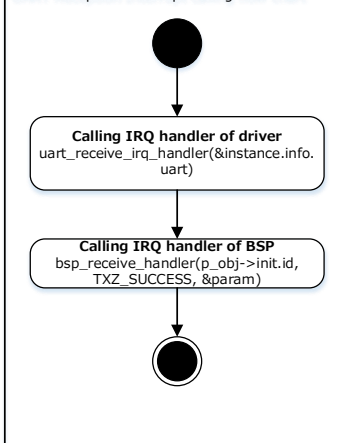 Calling IRQ handler of driver
uart_receive_irq_handler(&instance.info.
uart)
Calling IRQ handler of BSP
bsp_receive_handler(p_obj->init.id,
TXZ_SUCCESS, &param)